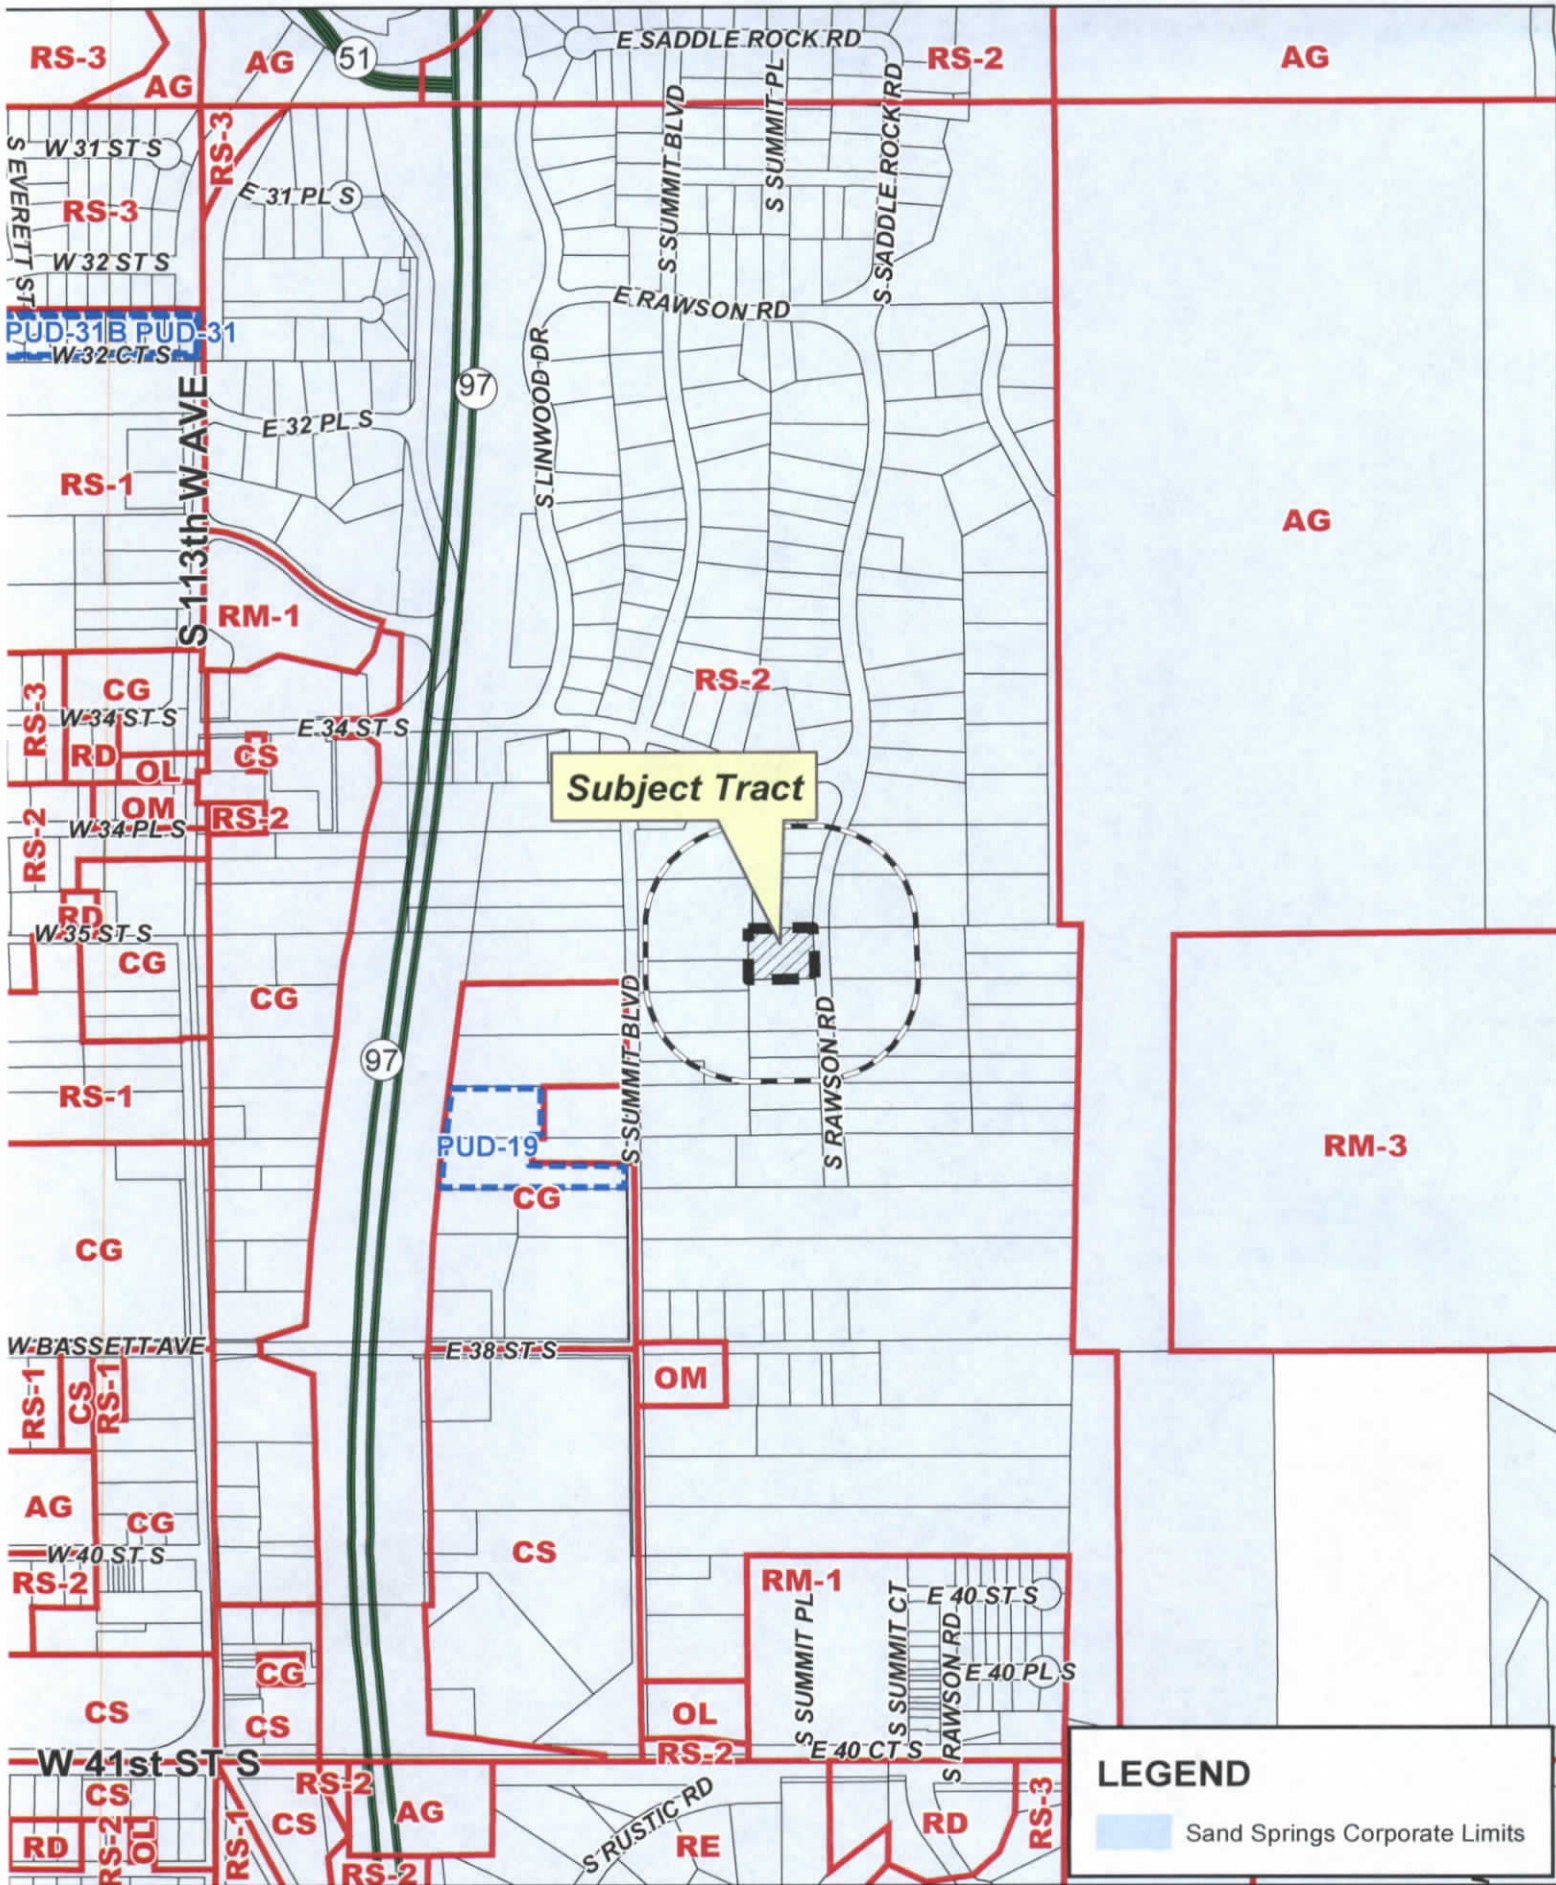 RS-3
AG
AG
51
E SADDLE ROCK RD
RS-2
AG
S EVERETT ST
W 31 ST S
RS-3
RS-3
E 31 PL S
W 32 ST S
S SUMMIT BLVD
S SUMMIT PL
S SADDLE ROCK RD
E RAWSON RD
PUD-31B
PUD-31
W 32 CT S
S 113th W AVE
97
S LINWOOD DR
E 32 PL S
RS-1
AG
RM-1
RS-2
RS-3
CG
W 34 ST S
E 34 ST S
RD
OL
CS
Subject Tract
OM
RS-2
RS-2
W 34 PL S
RD
W 35 ST S
CG
CG
S SUMMIT BLVD
S RAWSON RD
97
RS-1
PUD-19
RM-3
CG
CG
W BASSETT AVE
E 38 ST S
RS-1
CS
RS-1
OM
AG
CG
W 40 ST S
CS
RS-2
RM-1
S SUMMIT PL
S SUMMIT CT
E 40 ST S
S RAWSON RD
E 40 PL S
CG
CS
CS
OL
RS-2
E 40 CT S
W 41st ST S
CS
RS-2
CS
AG
RD
RS-2
OL
RS-1
RS-2
S RUSTIC RD
RE
RD
RS-3
LEGEND
Sand Springs Corporate Limits